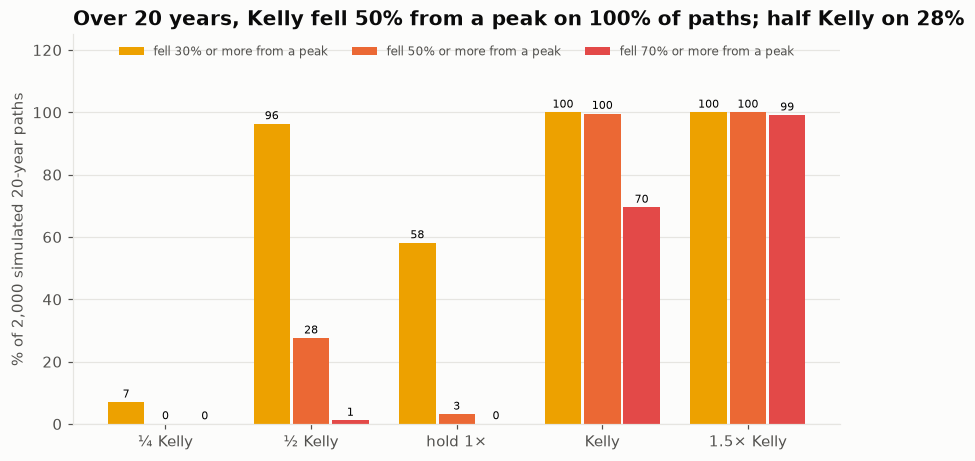 Over 20 years, Kelly fell 50% from a peak on 100% of paths; half Kelly on 28%
fell 30% or more from a peak fell 50% or more from a peak fell 70% or more from a peak
% of 2,000 simulated 20-year paths
120
100
80
60
40
20
0
7 0 0
96 28 1
58 3 0
100 100 70
100 100 99
¼ Kelly ½ Kelly hold 1× Kelly 1.5× Kelly